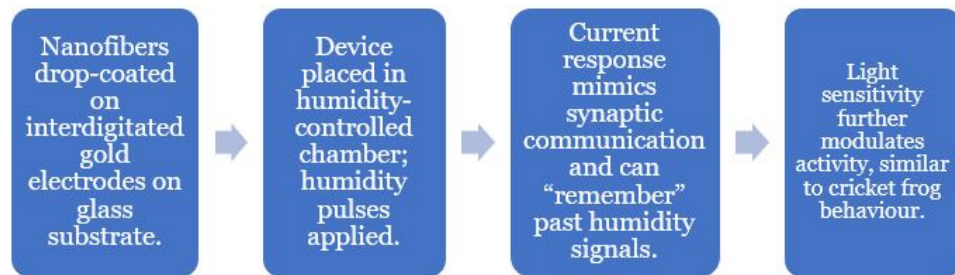 Nanofibers
drop-coated
on
interdigitated
gold
electrodes on
glass
substrate.
Device
placed in
humidity-
controlled
chamber;
humidity
pulses
applied.
Current
response
mimics
synaptic
communication
and can
“remember”
past humidity
signals.
Light
sensitivity
further
modulates
activity, similar
to cricket frog
behaviour.